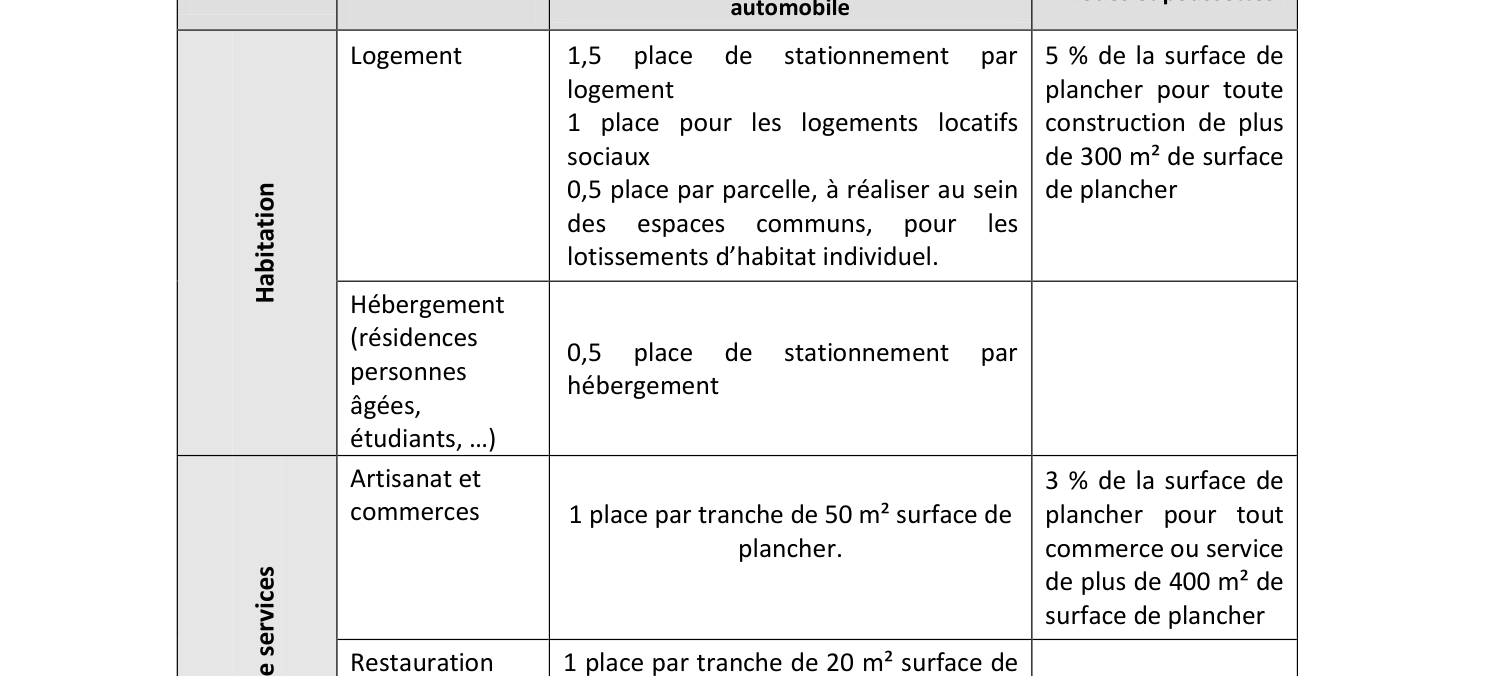 automobile
Habitation
Logement
1,5 place de stationnement par
logement
1 place pour les logements locatifs
sociaux
0,5 place par parcelle, à réaliser au sein
des espaces communs, pour les
lotissements d’habitat individuel.
5 % de la surface de
plancher pour toute
construction de plus
de 300 m² de surface
de plancher
Hébergement
(résidences
personnes
âgées,
étudiants, …)
0,5 place de stationnement par
hébergement
e services
Artisanat et
commerces
1 place par tranche de 50 m² surface de
plancher.
3 % de la surface de
plancher pour tout
commerce ou service
de plus de 400 m² de
surface de plancher
Restauration
1 place par tranche de 20 m² surface de